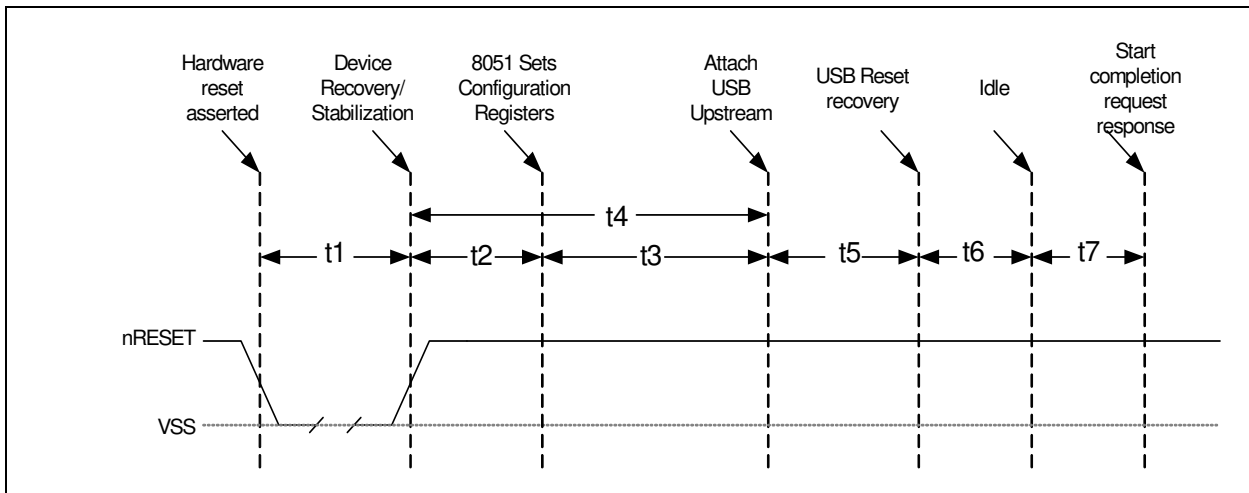 Hardware
reset
asserted
Device
Recovery/
Stabilization
8051 Sets
Configuration
Registers
Attach
USB
Upstream
USB Reset
recovery
Idle
Start
completion
request
response
t4
t1
t2
t3
t5
t6
t7
nRESET
VSS